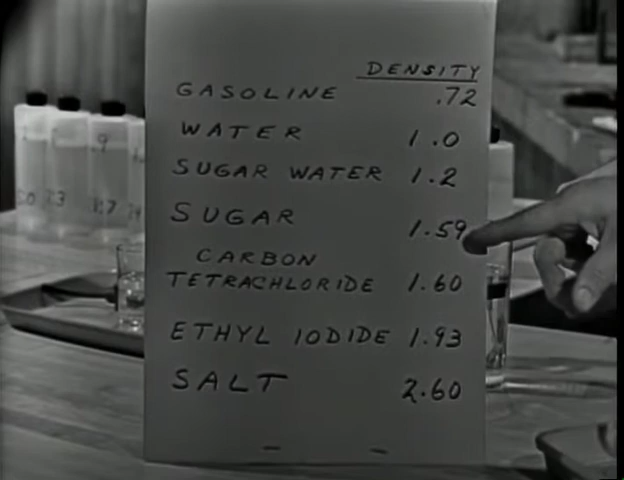 DENSITY
GASOLINE .72
WATER 1.0
SUGAR WATER 1.2
SUGAR 1.59
CARBON
TETRACHLORIDE 1.60
ETHYL IODIDE 1.93
SALT 2.60